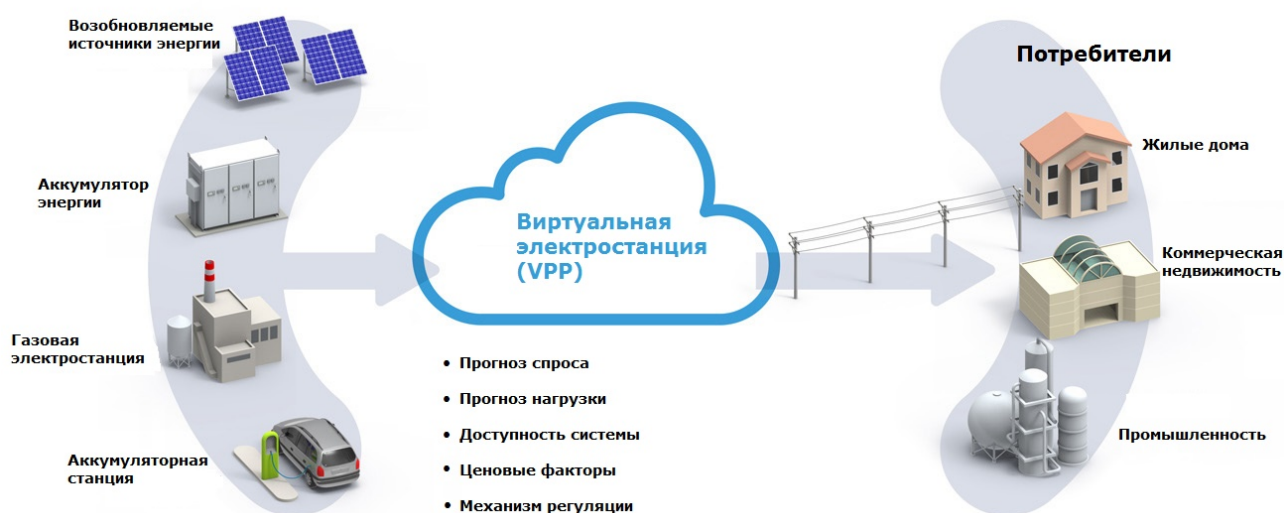 Возобновляемые
источники энергии
Аккумулятор
энергии
Газовая
электростанция
Аккумуляторная
станция
Виртуальная
электростанция
(VPP)
• Прогноз спроса
• Прогноз нагрузки
• Доступность системы
• Ценовые факторы
• Механизм регуляции
Потребители
Жилые дома
Коммерческая
недвижимость
Промышленность